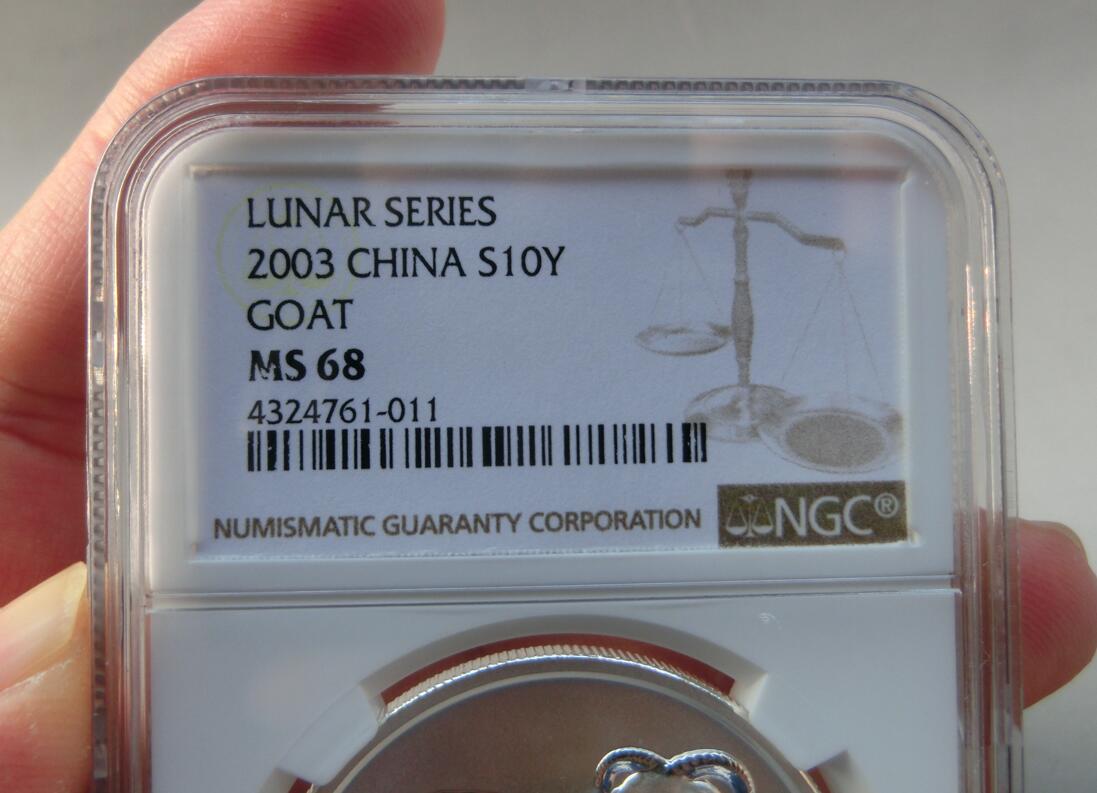 LUNAR SERIES
2003 CHINA S10Y
GOAT
MS 68
4324761-011
NUMISMATIC GUARANTY CORPORATION
NGC®